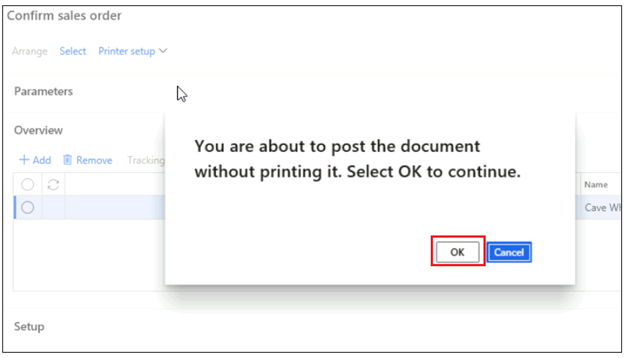 Confirm sales order
Arrange Select Printer setup
Parameters
Overview
Add Remove Tracking
You are about to post the document
without printing it. Select OK to continue.
OK Cancel
Name
Cave
Setup